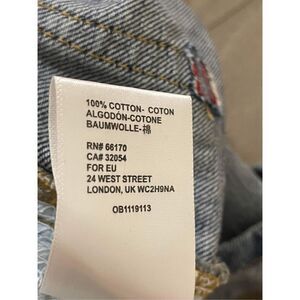 100% COTTON- COTON
ALGODÓN-COTONE
BAUMWOLLE-棉
RN# 66170
CA# 32054
FOR EU
24 WEST STREET
LONDON, UK WC2H9NA
OB1119113